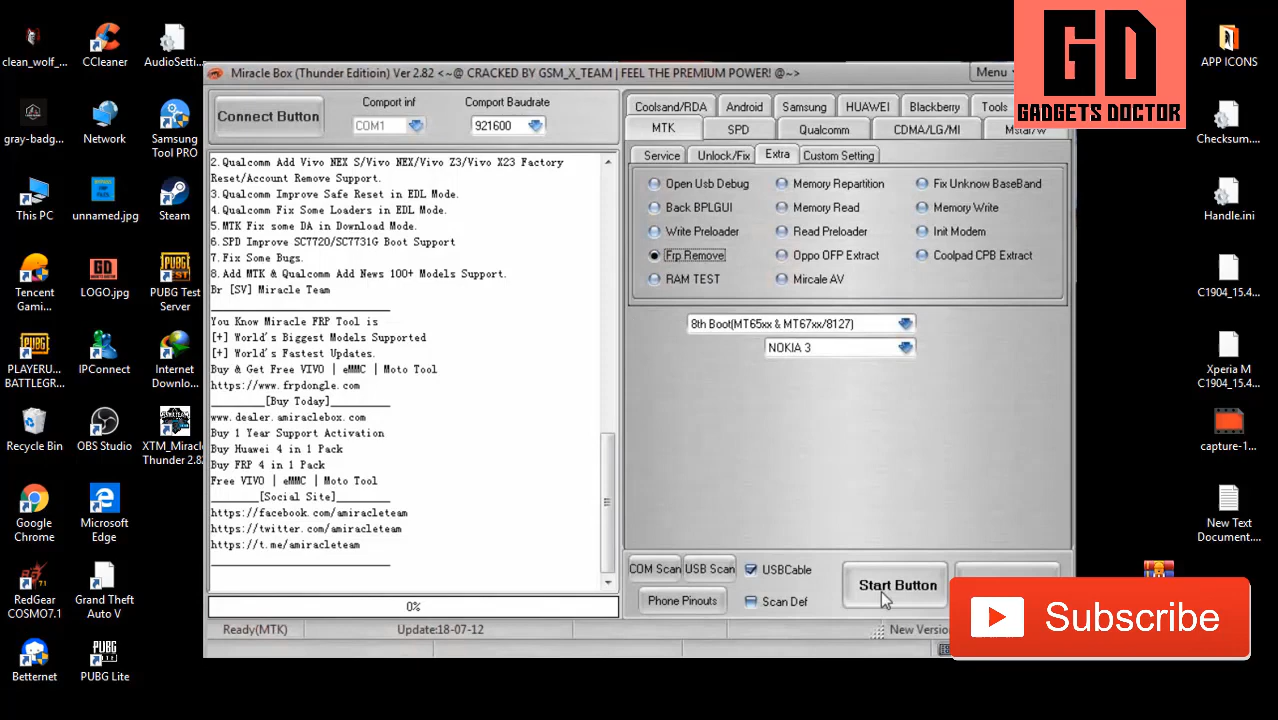 clean_wolf_...
CCleaner
AudioSetti...
gray-badg...
Network
Samsung
Tool PRO
This PC
unnamed.jpg
Steam
Tencent
Gami...
LOGO.jpg
PUBG Test
Server
PLAYERU...
BATTLEGR...
IPConnect
Internet
Downlo...
Recycle Bin
OBS Studio
XTM_Miracle
Thunder 2.82
Google
Chrome
Microsoft
Edge
RedGear
COSMO7.1
Grand Theft
Auto V
Betternet
PUBG Lite
Miracle Box (Thunder Editioin) Ver 2.82 <~@ CRACKED BY GSM_X_TEAM | FEEL THE PREMIUM POWER! @~>
Menu
Connect Button
Comport inf
Comport Baudrate
COM1
921600
2.Qualcomm Add Vivo NEX S/Vivo NEX/Vivo Z3/Vivo X23 Factory
Reset/Account Remove Support.
3.Qualcomm Improve Safe Reset in EDL Mode.
4.Qualcomm Fix Some Loaders in EDL Mode.
5.MTK Fix some DA in Download Mode.
6.SPD Improve SC7720/SC7731G Boot Support
7.Fix Some Bugs.
8.Add MTK & Qualcomm Add News 100+ Models Support.
Br [SV] Miracle Team
You Know Miracle FRP Tool is
[+] World's Biggest Models Supported
[+] World's Fastest Updates.
Buy & Get Free VIVO | eMMC | Moto Tool
https://www.frpdongle.com
________[Buy Today]_________
www.dealer.amiraclebox.com
Buy 1 Year Support Activation
Buy Huawei 4 in 1 Pack
Buy FRP 4 in 1 Pack
Free VIVO | eMMC | Moto Tool
________[Social Site]________
https://facebook.com/amiracleteam
https://twitter.com/amiracleteam
https://t.me/amiracleteam
0%
Ready(MTK)
Update:18-07-12
Coolsand/RDA
Android
Samsung
HUAWEI
Blackberry
Tools
MTK
SPD
Qualcomm
CDMA/LG/MI
Mstar/W
Service
Unlock/Fix
Extra
Custom Setting
Open Usb Debug
Memory Repartition
Fix Unknow BaseBand
Back BPLGUI
Memory Read
Memory Write
Write Preloader
Read Preloader
Init Modem
Frp Remove
Oppo OFP Extract
Coolpad CPB Extract
RAM TEST
Mircale AV
8th Boot(MT65xx & MT67xx/8127)
NOKIA 3
COM Scan
USB Scan
USBCable
Start Button
Phone Pinouts
Scan Def
New Versio
GD
GADGETS DOCTOR
APP ICONS
Checksum....
Handle.ini
C1904_15.4...
Xperia M
C1904_15.4...
capture-1...
New Text
Document....
Subscribe